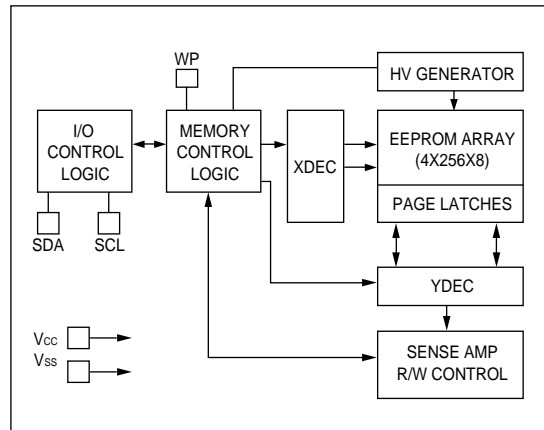 WP
HV GENERATOR
I/O
CONTROL
LOGIC
MEMORY
CONTROL
LOGIC
XDEC
EEPROM ARRAY
(4X256X8)
PAGE LATCHES
SDA
SCL
YDEC
VCC
VSS
SENSE AMP
R/W CONTROL